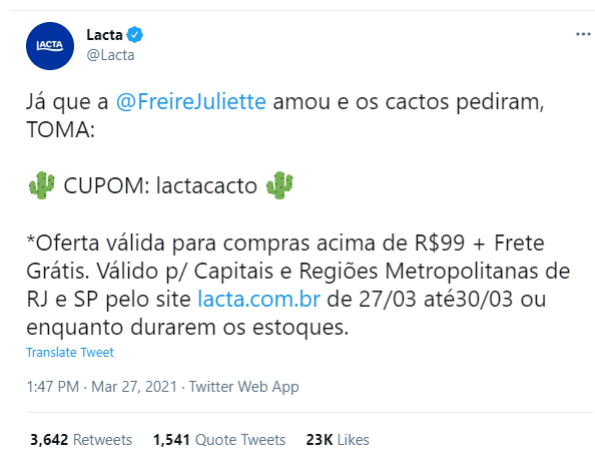 LACTA
Lacta
@Lacta
Já que a @FreireJuliette amou e os cactos pediram,
TOMA:
🌵 CUPOM: lactacacto 🌵
*Oferta válida para compras acima de R$99 + Frete
Grátis. Válido p/ Capitais e Regiões Metropolitanas de
RJ e SP pelo site lacta.com.br de 27/03 até30/03 ou
enquanto durarem os estoques.
Translate Tweet
1:47 PM · Mar 27, 2021 · Twitter Web App
3,642 Retweets 1,541 Quote Tweets 23K Likes